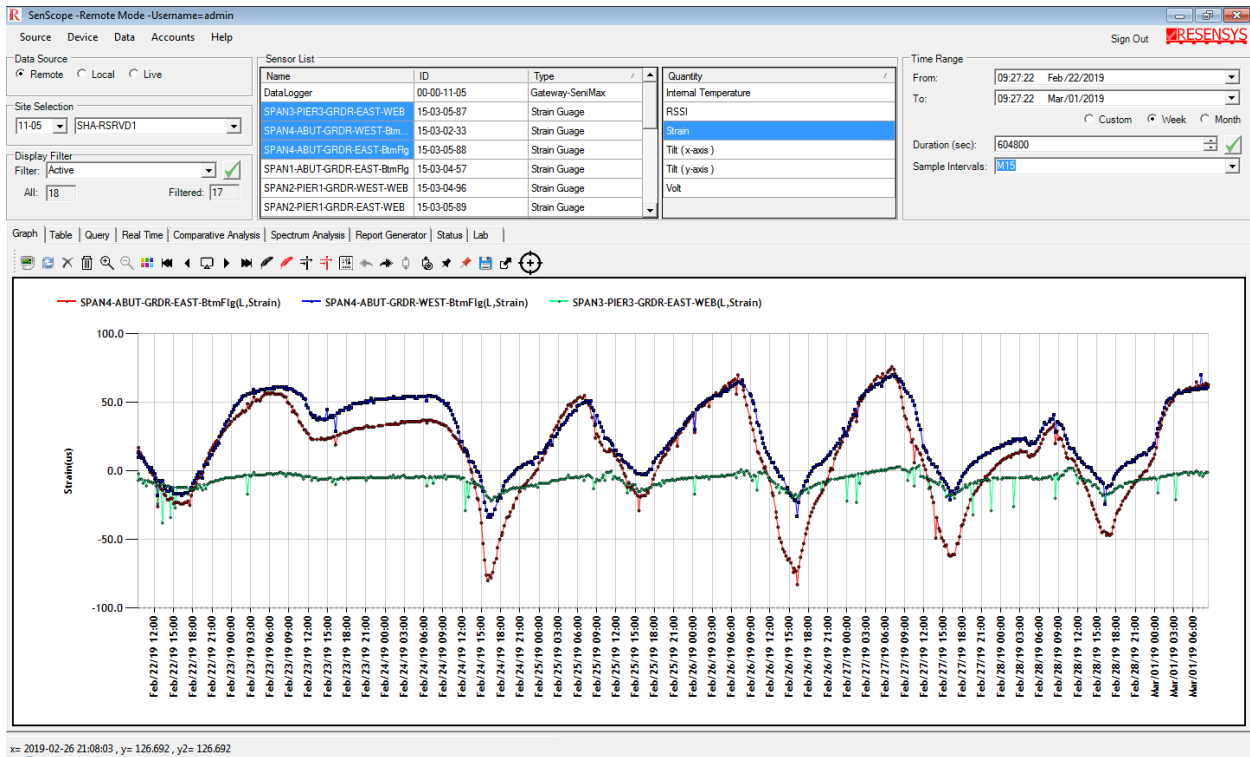 SenScope -Remote Mode -Username=admin
Source Device Data Accounts Help
Sign Out RESENSYS
Data Source
Remote Local Live
Site Selection
11-05 SHA-RSRVD1
Display Filter
Filter: Active
All: 18 Filtered: 17
Sensor List
Name ID Type
DataLogger 00-00-11-05 Gateway-SeniMax
SPAN3-PIER3-GRDR-EAST-WEB 15-03-05-87 Strain Guage
SPAN4-ABUT-GRDR-WEST-Btm... 15-03-02-33 Strain Guage
SPAN4-ABUT-GRDR-EAST-BtmFlg 15-03-05-88 Strain Guage
SPAN1-ABUT-GRDR-EAST-BtmFlg 15-03-04-57 Strain Guage
SPAN2-PIER1-GRDR-WEST-WEB 15-03-04-96 Strain Guage
SPAN2-PIER1-GRDR-EAST-WEB 15-03-05-89 Strain Guage
Quantity
Internal Temperature
RSSI
Strain
Tilt (x-axis )
Tilt (y-axis )
Volt
Time Range
From: 09:27:22 Feb/22/2019
To: 09:27:22 Mar/01/2019
Custom Week Month
Duration (sec): 604800
Sample Intervals: M15
Graph Table Query Real Time Comparative Analysis Spectrum Analysis Report Generator Status Lab
SPAN4-ABUT-GRDR-EAST-BtmFlg(L,Strain) SPAN4-ABUT-GRDR-WEST-BtmFlg(L,Strain) SPAN3-PIER3-GRDR-EAST-WEB(L,Strain)
100.0
50.0
0.0
-50.0
-100.0
Strain(us)
Feb/22/19 12:00
Feb/22/19 15:00
Feb/22/19 18:00
Feb/22/19 21:00
Feb/23/19 00:00
Feb/23/19 03:00
Feb/23/19 06:00
Feb/23/19 09:00
Feb/23/19 12:00
Feb/23/19 15:00
Feb/23/19 18:00
Feb/23/19 21:00
Feb/24/19 00:00
Feb/24/19 03:00
Feb/24/19 06:00
Feb/24/19 09:00
Feb/24/19 12:00
Feb/24/19 15:00
Feb/24/19 18:00
Feb/24/19 21:00
Feb/25/19 00:00
Feb/25/19 03:00
Feb/25/19 06:00
Feb/25/19 09:00
Feb/25/19 12:00
Feb/25/19 15:00
Feb/25/19 18:00
Feb/25/19 21:00
Feb/26/19 00:00
Feb/26/19 03:00
Feb/26/19 06:00
Feb/26/19 09:00
Feb/26/19 12:00
Feb/26/19 15:00
Feb/26/19 18:00
Feb/26/19 21:00
Feb/27/19 00:00
Feb/27/19 03:00
Feb/27/19 06:00
Feb/27/19 09:00
Feb/27/19 12:00
Feb/27/19 15:00
Feb/27/19 18:00
Feb/27/19 21:00
Feb/28/19 00:00
Feb/28/19 03:00
Feb/28/19 06:00
Feb/28/19 09:00
Feb/28/19 12:00
Feb/28/19 15:00
Feb/28/19 18:00
Feb/28/19 21:00
Mar/01/19 00:00
Mar/01/19 03:00
Mar/01/19 06:00
x= 2019-02-26 21:08:03 , y= 126.692 , y2= 126.692